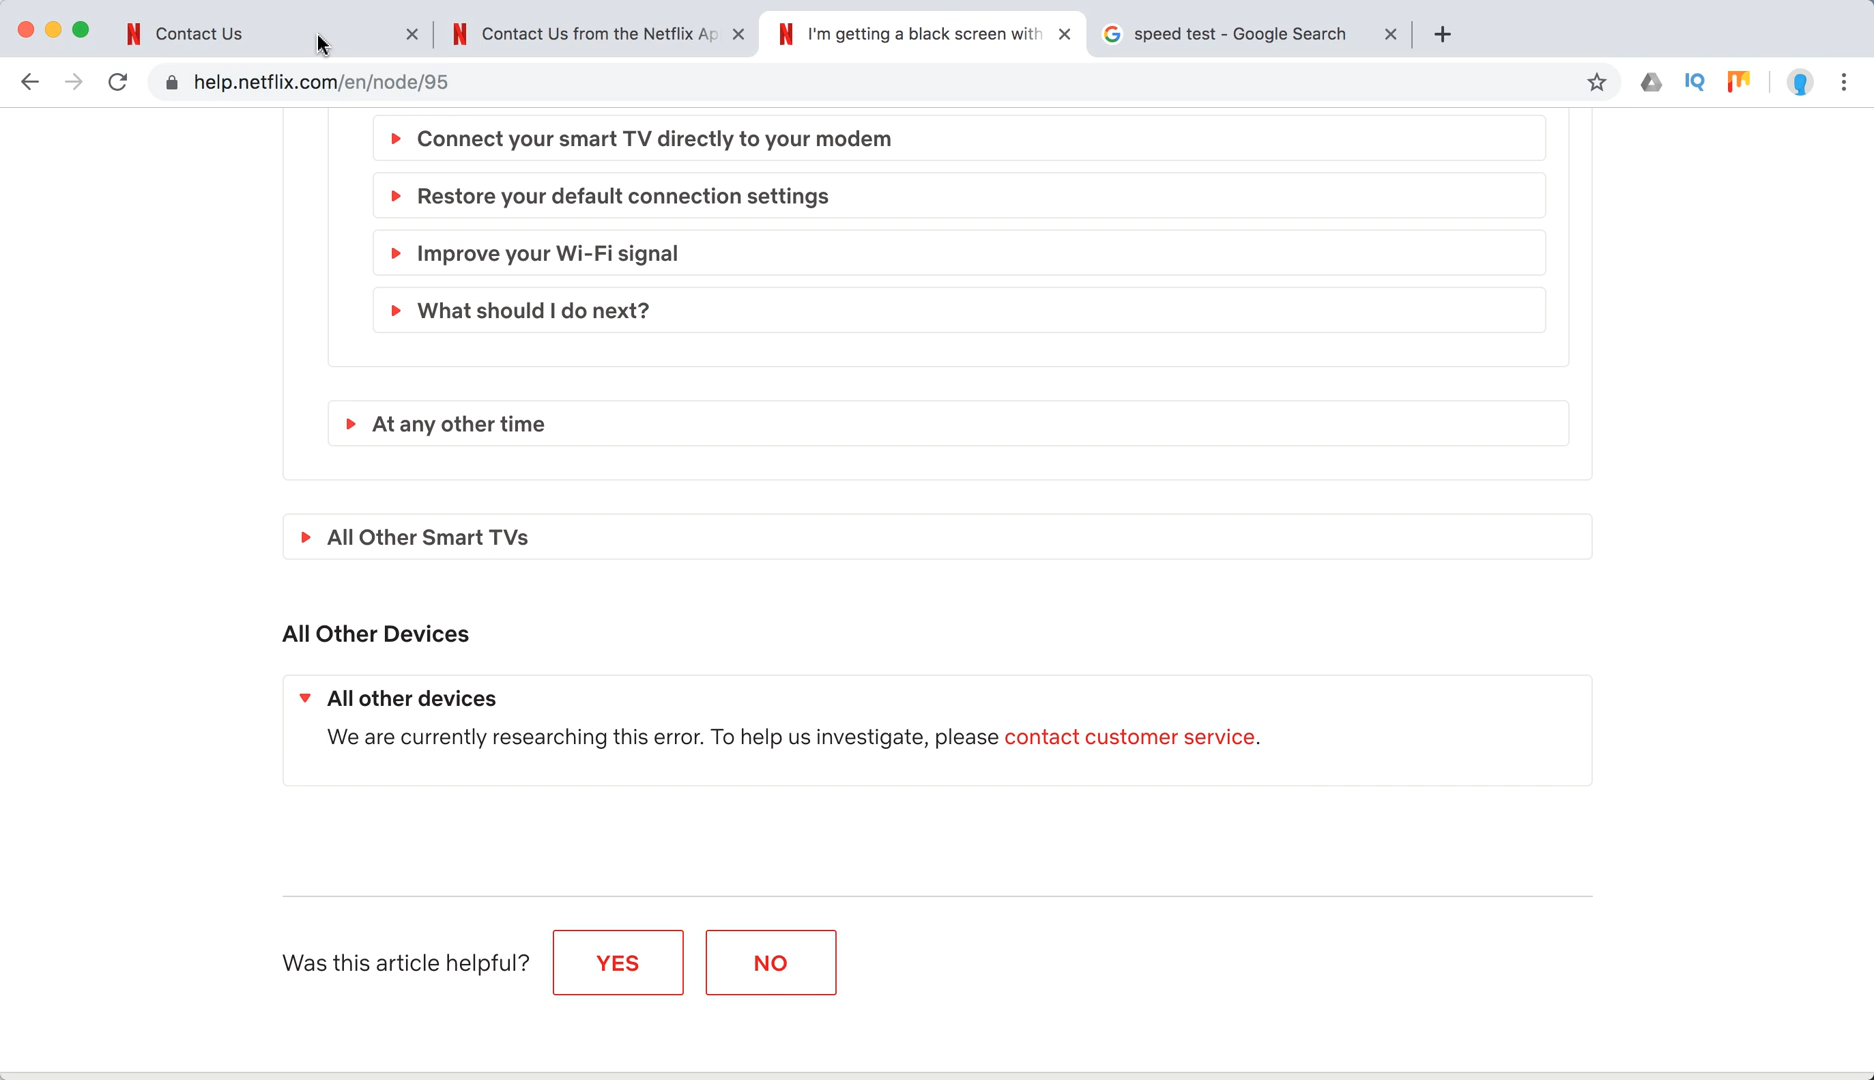 Contact Us
Contact Us from the Netflix Ap
I'm getting a black screen with
speed test - Google Search
help.netflix.com/en/node/95
IQ
Connect your smart TV directly to your modem
Restore your default connection settings
Improve your Wi-Fi signal
What should I do next?
At any other time
All Other Smart TVs
All Other Devices
All other devices
We are currently researching this error. To help us investigate, please contact customer service.
Was this article helpful? YES NO